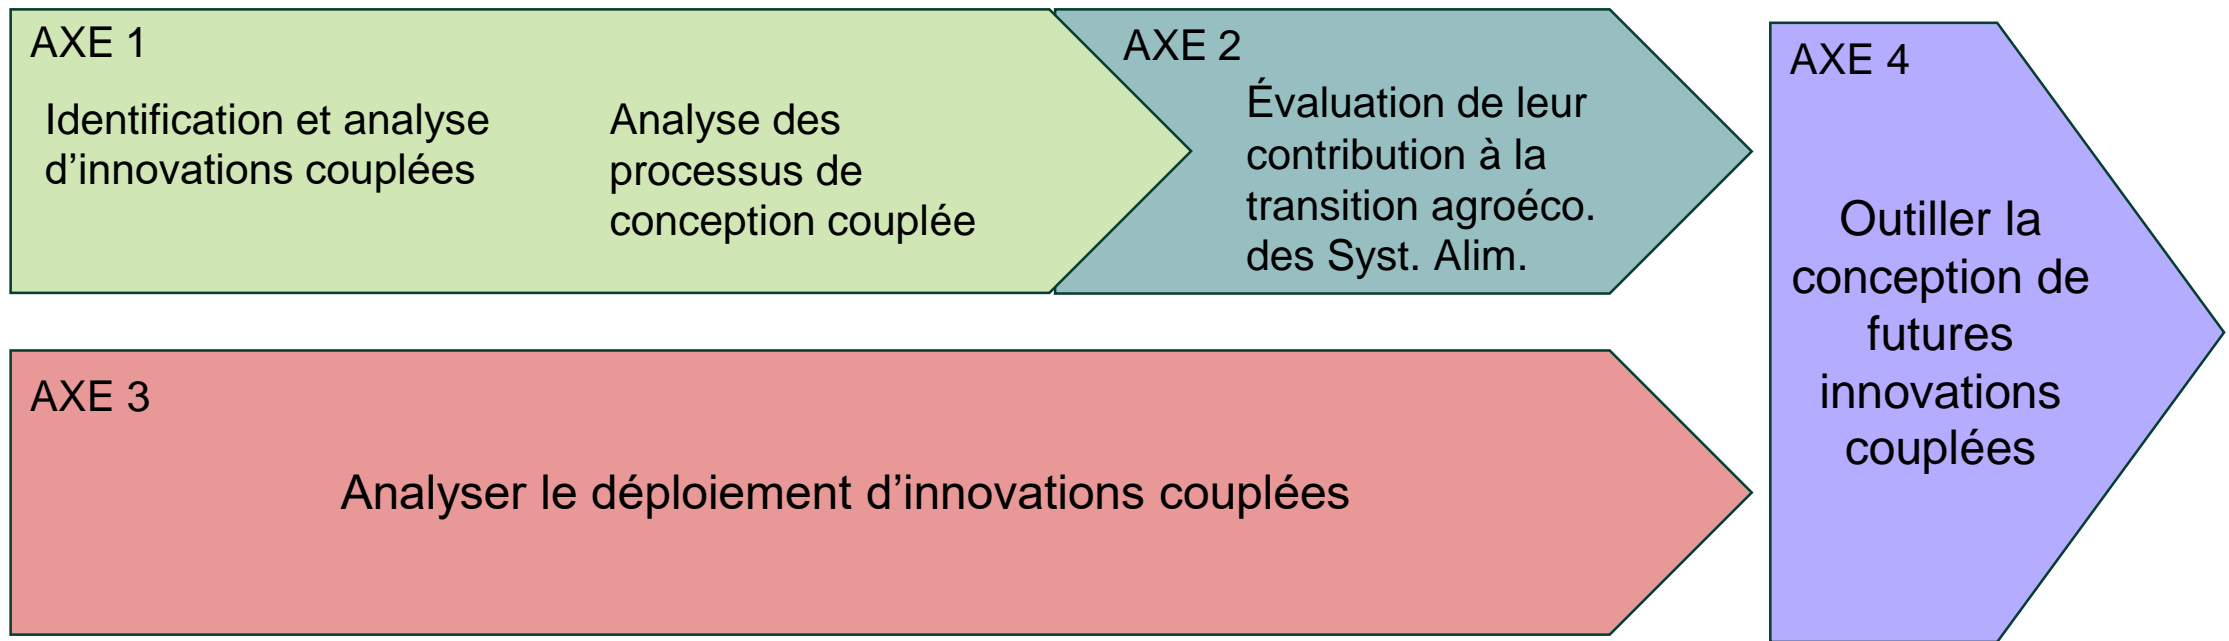 AXE 1
Identification et analyse
d’innovations couplées
Analyse des
processus de
conception couplée
AXE 2
Évaluation de leur
contribution à la
transition agroéco.
des Syst. Alim.
AXE 3
Analyser le déploiement d’innovations couplées
AXE 4
Outiller la
conception de
futures
innovations
couplées